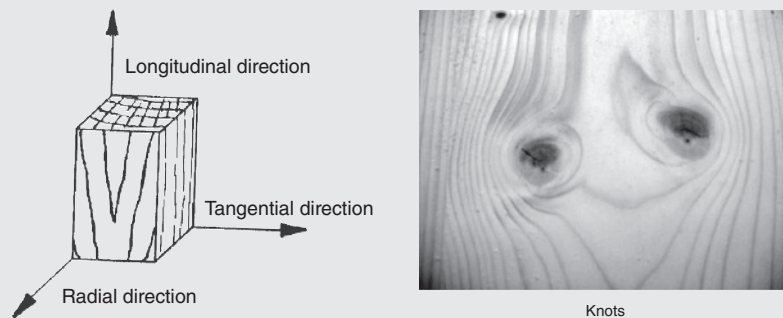 Longitudinal direction
Tangential direction
Radial direction
Knots